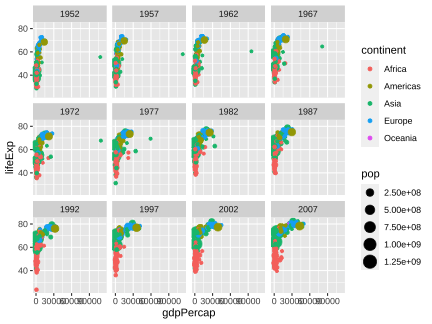 1952 1957 1962 1967
80
60
40
1972 1977 1982 1987
80
60
40
1992 1997 2002 2007
80
60
40
0 30000 60000 90000 0 30000 60000 90000 0 30000 60000 90000 0 30000 60000 90000
gdpPercap
lifeExp
continent
Africa
Americas
Asia
Europe
Oceania
pop
2.50e+08
5.00e+08
7.50e+08
1.00e+09
1.25e+09